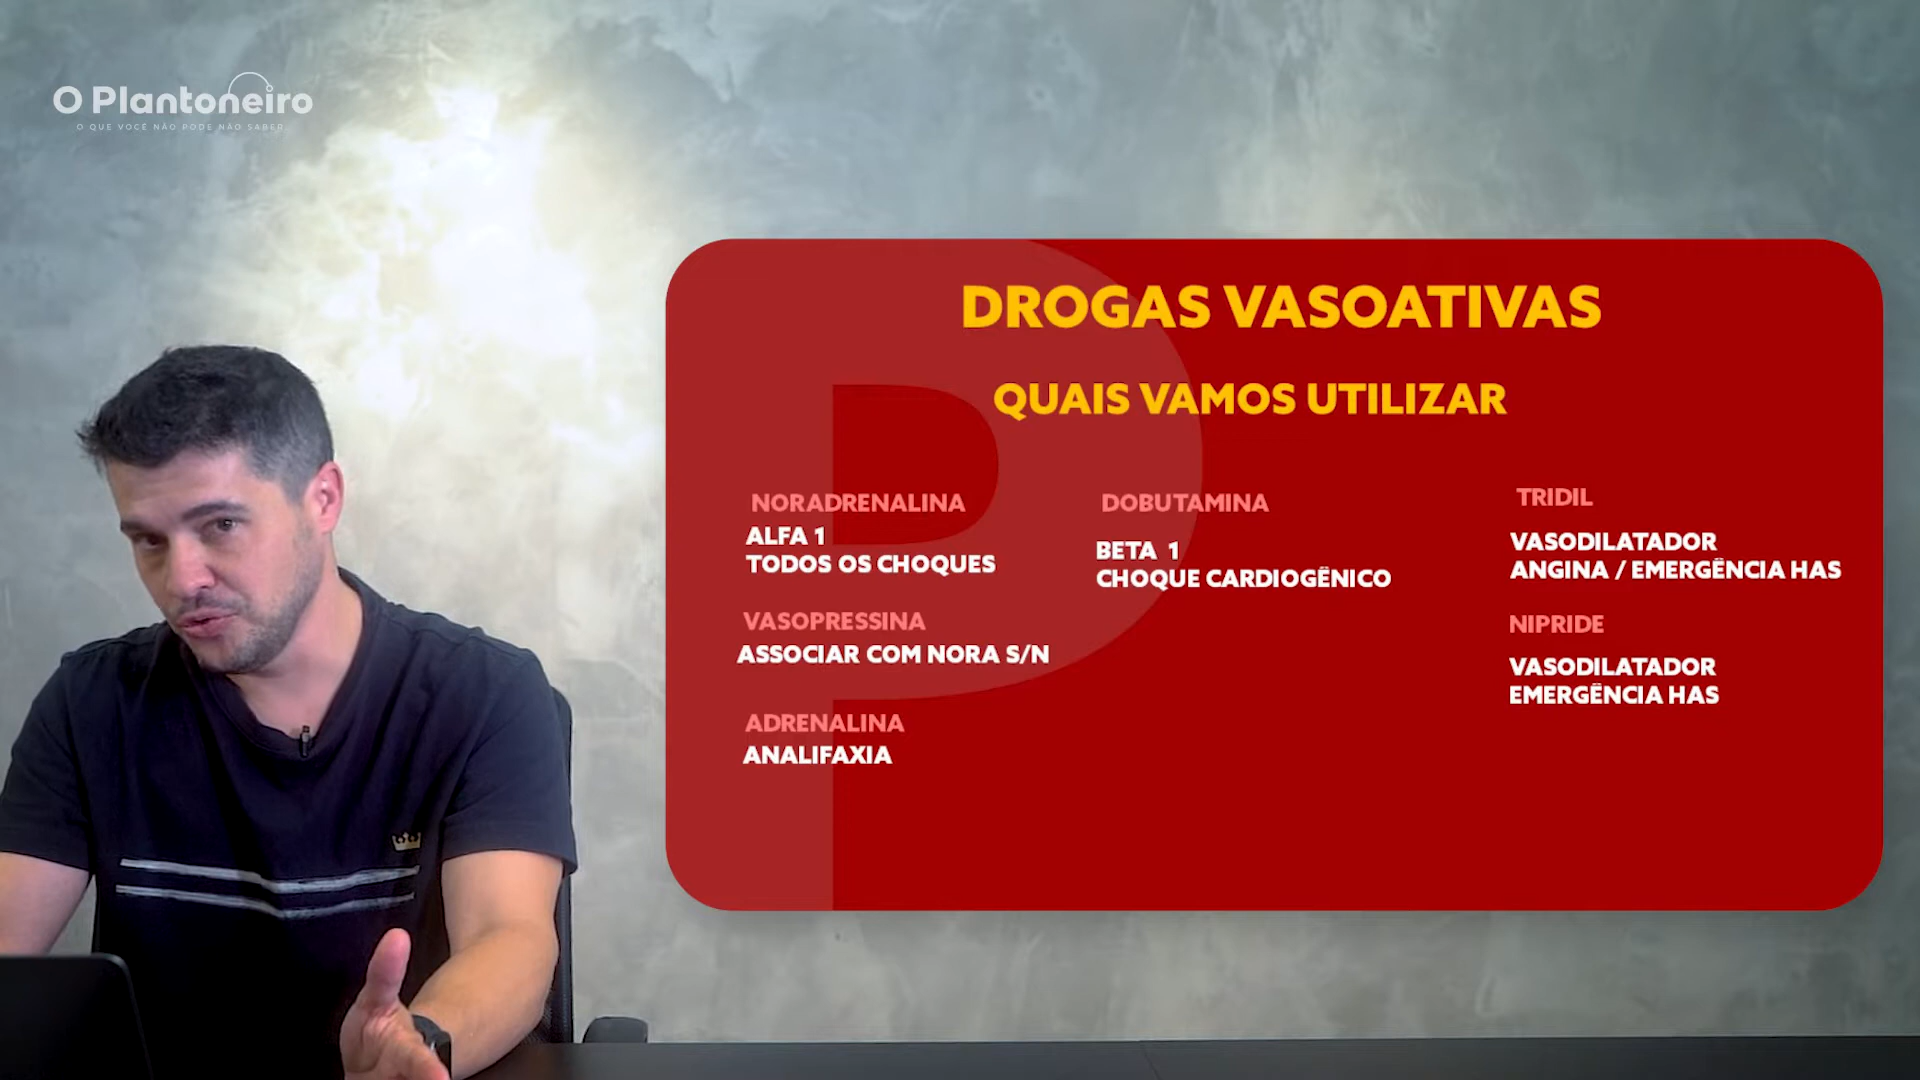 O Plantoneiro
O QUE VOCÊ NÃO PODE NÃO SABER
DROGAS VASOATIVAS
QUAIS VAMOS UTILIZAR
NORADRENALINA
ALFA 1
TODOS OS CHOQUES
VASOPRESSINA
ASSOCIAR COM NORA S/N
ADRENALINA
ANALIFAXIA
DOBUTAMINA
BETA 1
CHOQUE CARDIOGÊNICO
TRIDIL
VASODILATADOR
ANGINA / EMERGÊNCIA HAS
NIPRIDE
VASODILATADOR
EMERGÊNCIA HAS